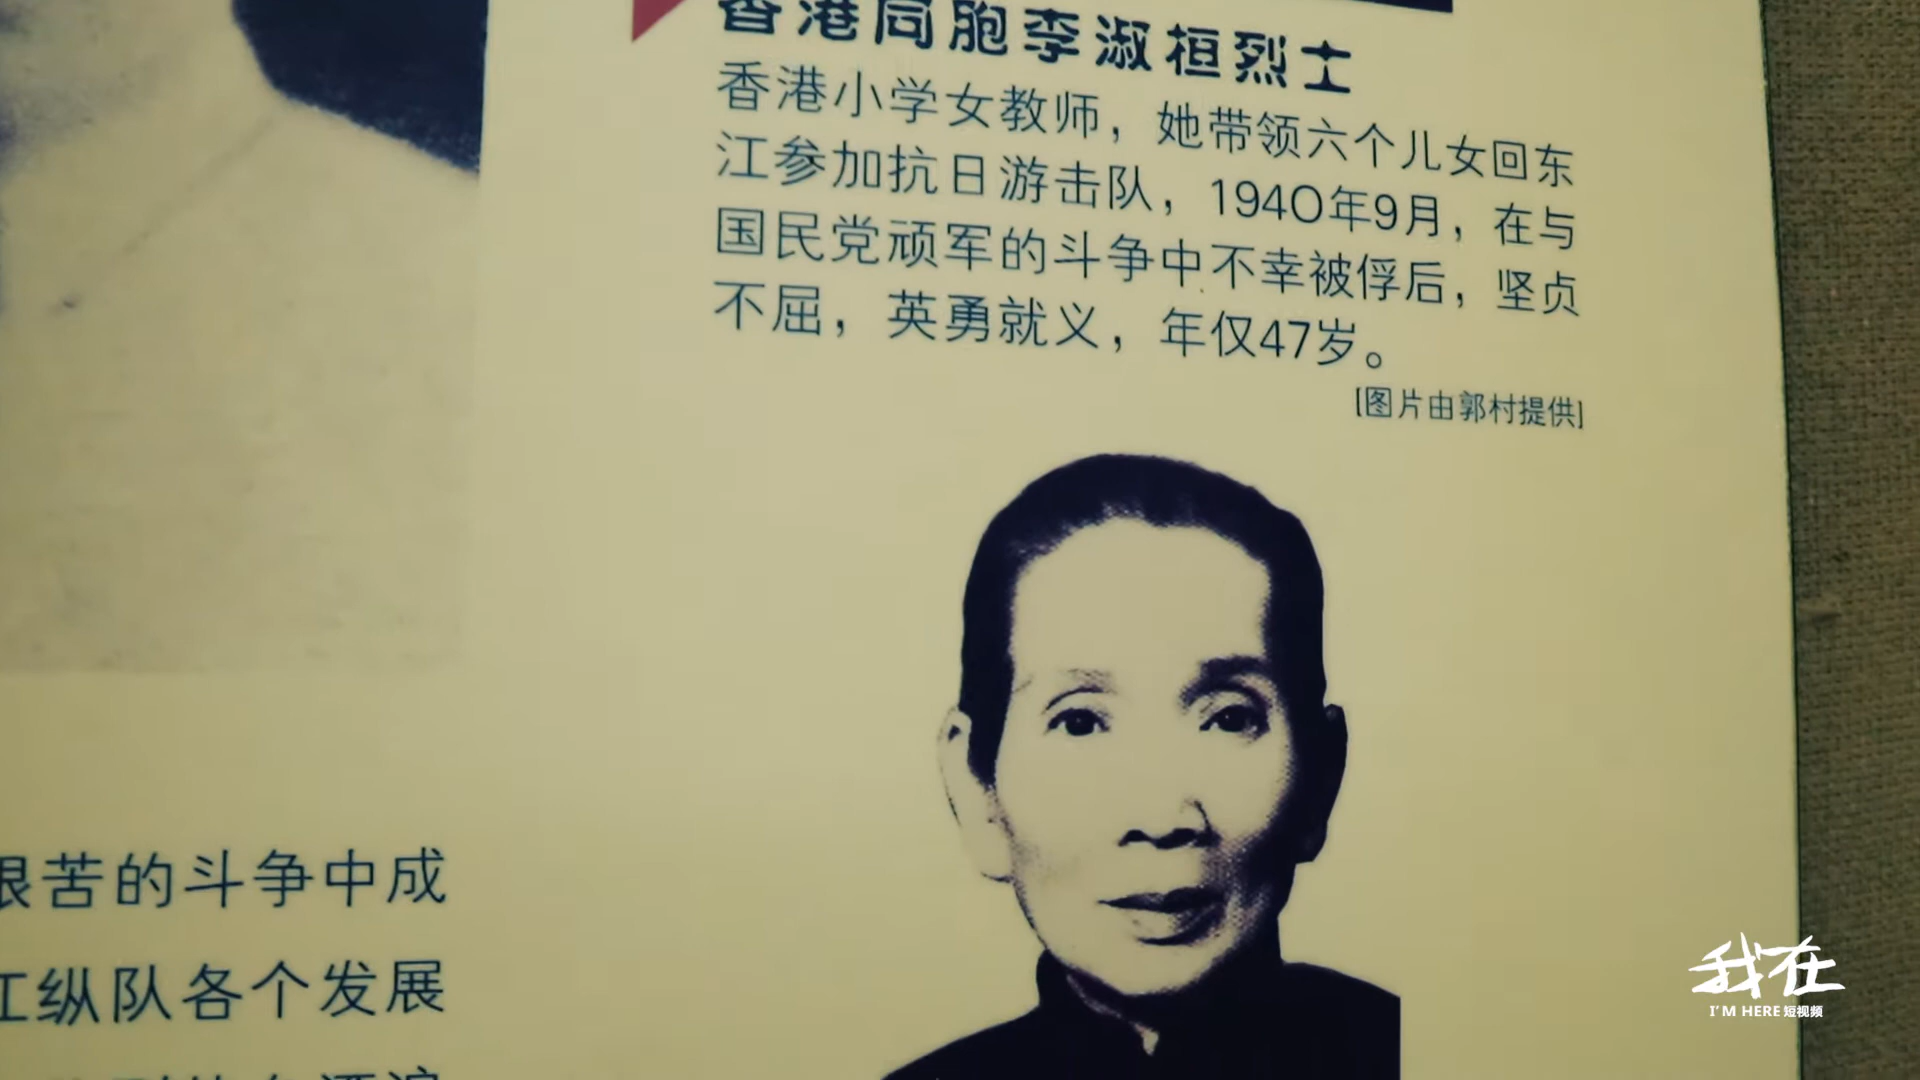 香港同胞李淑桓烈士
香港小学女教师，她带领六个儿女回东
江参加抗日游击队，1940年9月，在与
国民党顽军的斗争中不幸被俘后，坚贞
不屈，英勇就义，年仅47岁。
[图片由郭村提供]
艰苦的斗争中成
江纵队各个发展
我在
I'M HERE 短视频